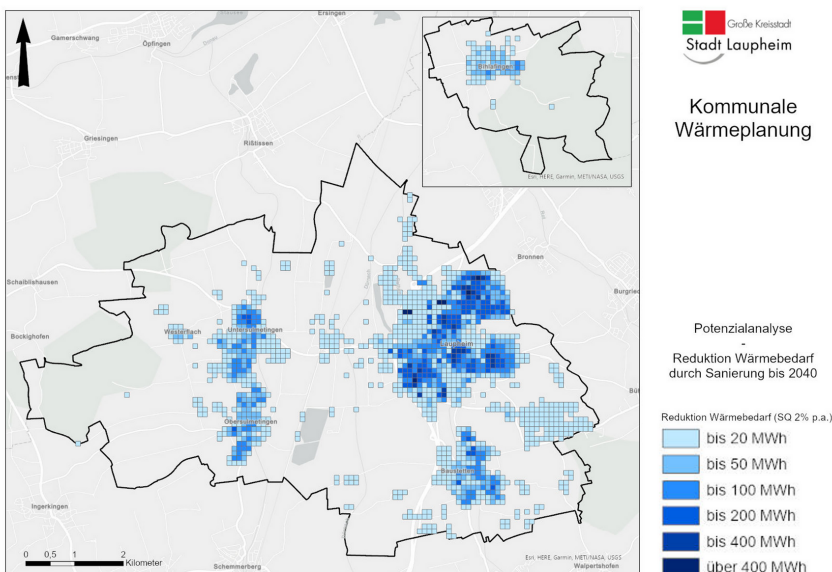 Ersingen
Gamerschwang
Öpfingen
Griesingen
Rißtissen
Esri, HERE, Garmin, METI/NASA, USGS
Bronnen
Schaiblishausen
Burgried
Bockighofen
Westerflach
Untersulmetingen
Laupheim
Obersulmetingen
Baustetten
Ingerkingen
0 0,5 1 2
Kilometer
Schemmerberg
Esri, HERE, Garmin, METI/NASA, USGS
Walpertshofen
Große Kreisstadt
Stadt Laupheim
Kommunale
Wärmeplanung
Potenzialanalyse
-
Reduktion Wärmebedarf
durch Sanierung bis 2040
Reduktion Wärmebedarf (SQ 2% p.a.)
bis 20 MWh
bis 50 MWh
bis 100 MWh
bis 200 MWh
bis 400 MWh
über 400 MWh